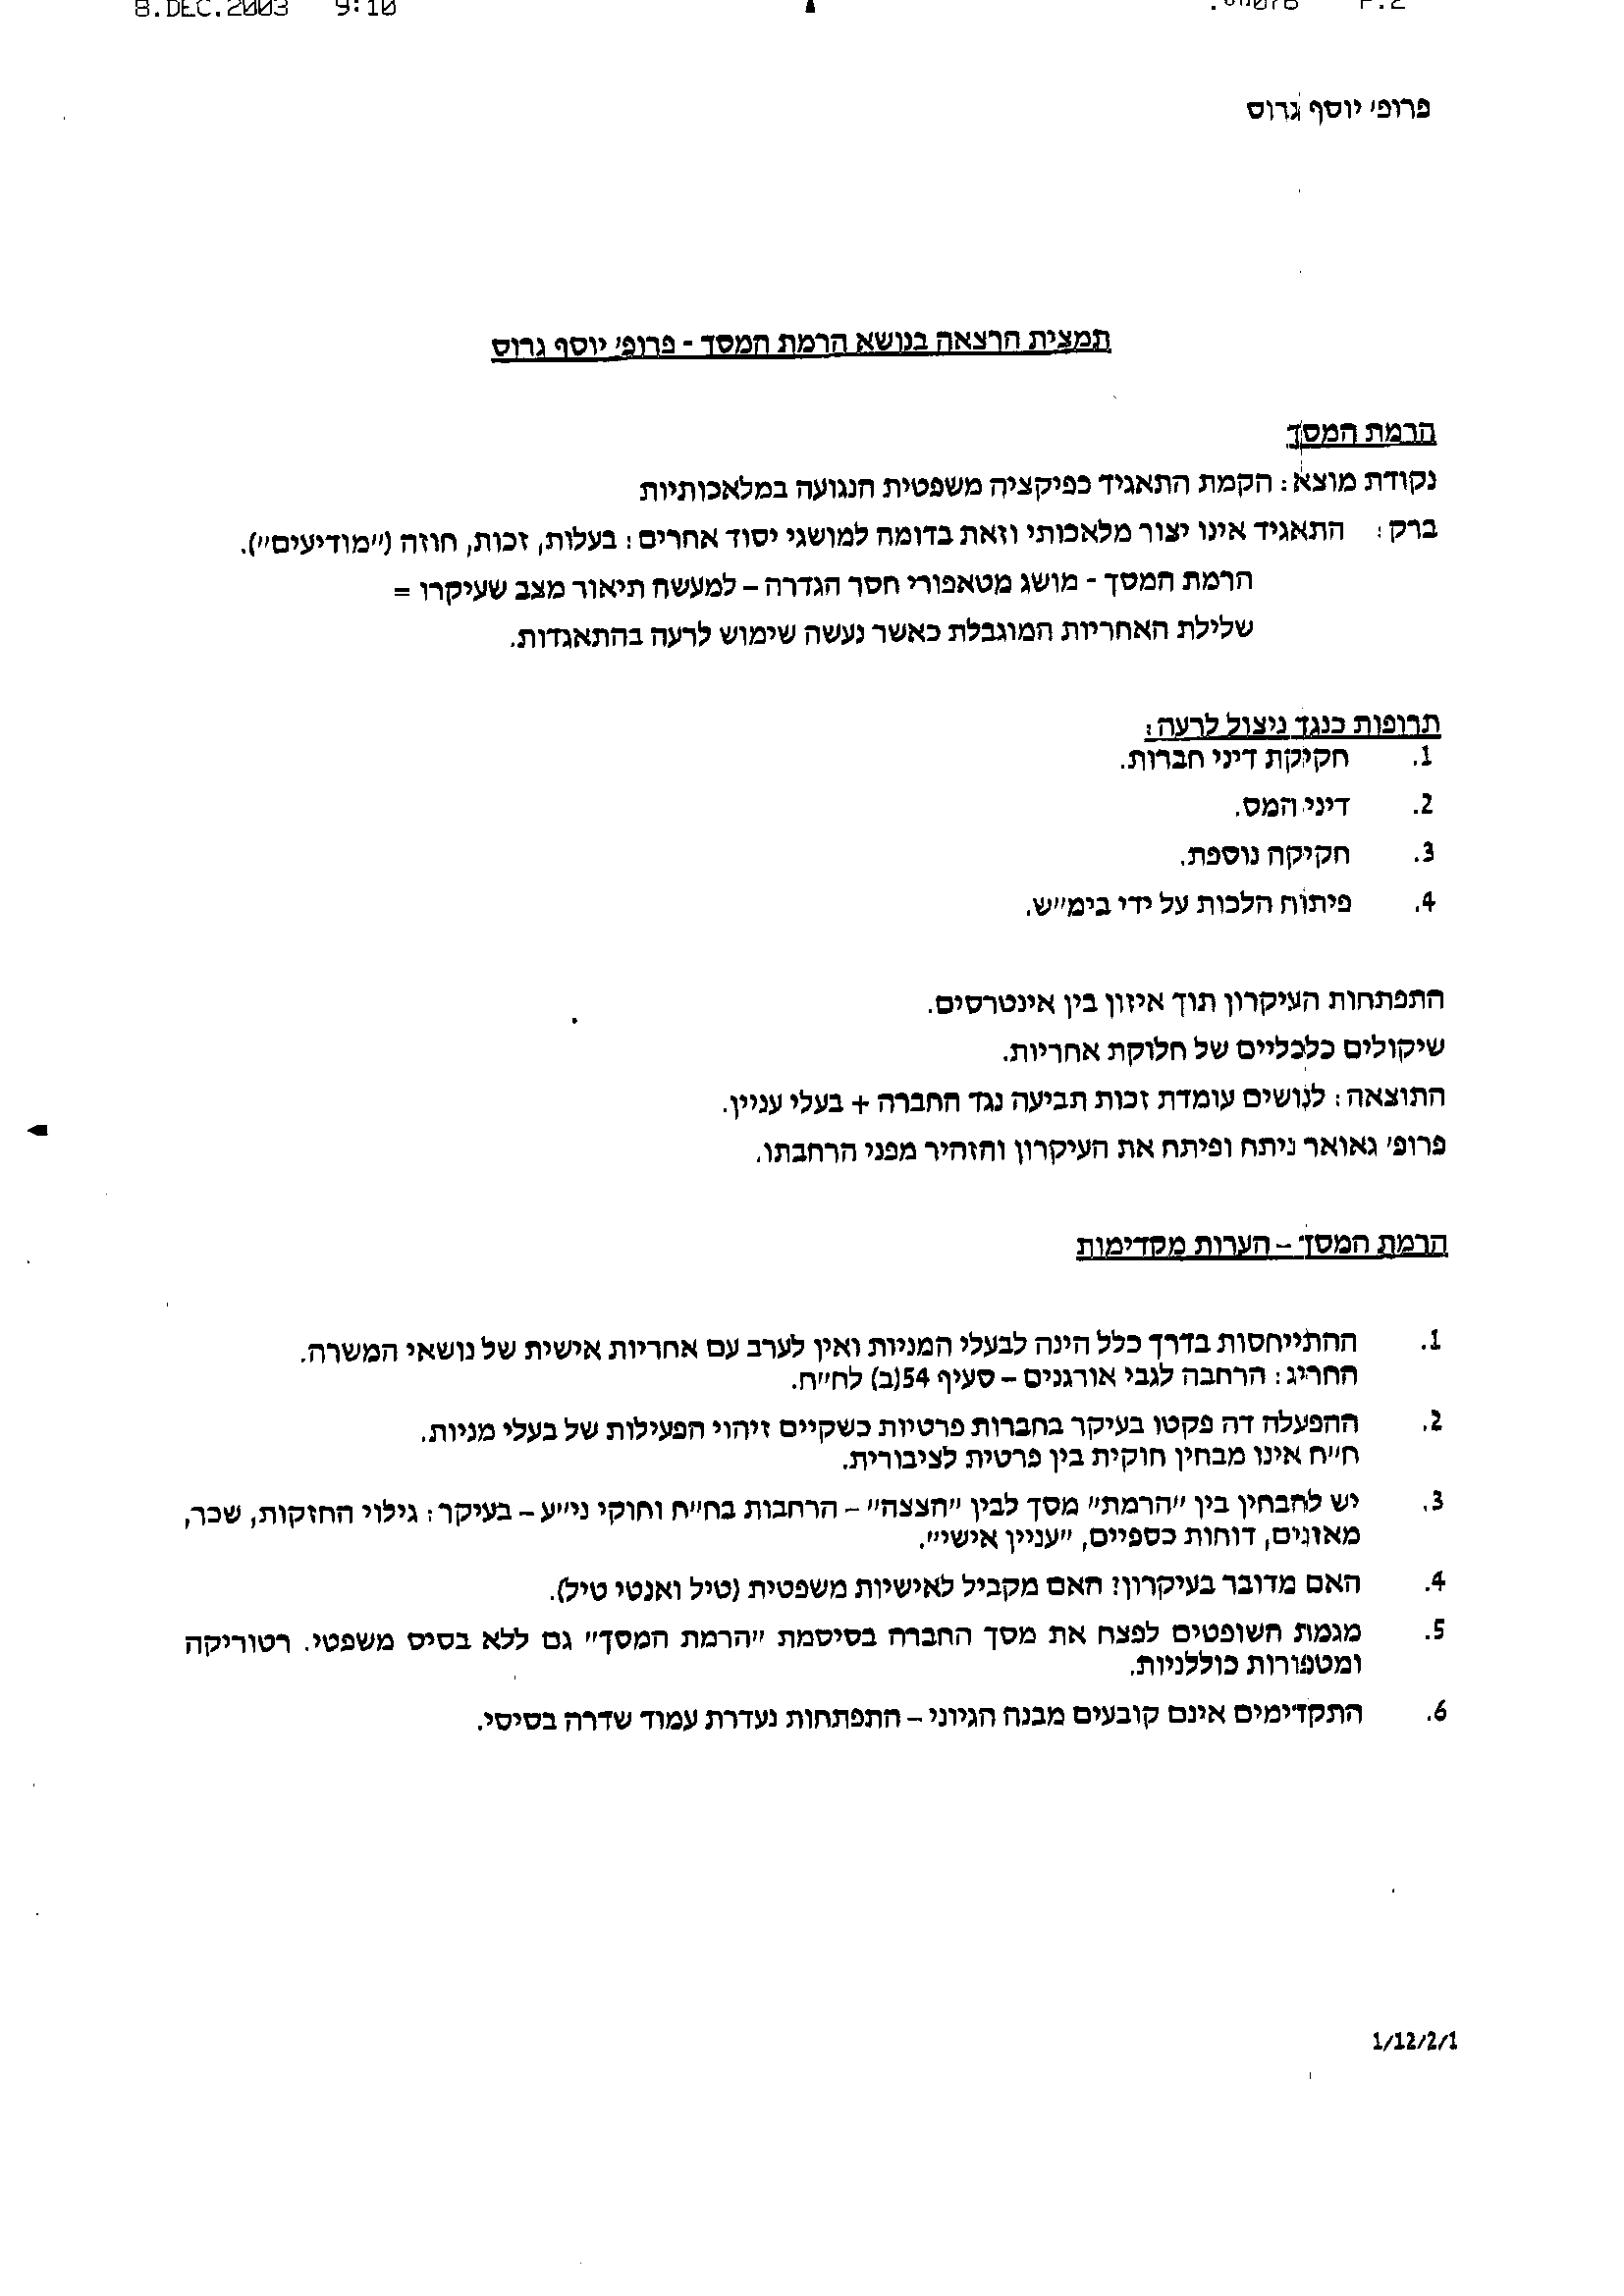 8.DEC.2003 9:10
פרופ' יוסף גרוס
תמצית הרצאה בנושא הרמת המסך - פרופ' יוסף גרוס
הרמת המסך
נקודת מוצא: הקמת התאגיד כפיקציה משפטית הנגועה במלאכותיות
ברק: התאגיד אינו יצור מלאכותי וזאת בדומה למושגי יסוד אחרים: בעלות, זכות, חוזה ("מודיעים").
הרמת המסך - מושג מטאפורי חסר הגדרה – למעשה תיאור מצב שעיקרו =
שלילת האחריות המוגבלת כאשר נעשה שימוש לרעה בהתאגדות.
תרופות כנגד ניצול לרעה:
1. חקיקת דיני חברות.
2. דיני המס.
3. חקיקה נוספת.
4. פיתוח הלכות על ידי בימ"ש.
התפתחות העיקרון תוך איזון בין אינטרסים.
שיקולים כלכליים של חלוקת אחריות.
התוצאה: לנושים עומדת זכות תביעה נגד החברה + בעלי עניין.
פרופ' גאואר ניתח ופיתח את העיקרון והזהיר מפני הרחבתו.
הרמת המסך – הערות מקדימות
1. ההתייחסות בדרך כלל הינה לבעלי המניות ואין לערב עם אחריות אישית של נושאי המשרה.
החריג: הרחבה לגבי אורגנים – סעיף 54(ב) לח"ח.
2. ההפעלה דה פקטו בעיקר בחברות פרטיות כשקיים זיהוי הפעילות של בעלי מניות.
ח"ח אינו מבחין חוקית בין פרטית לציבורית.
3. יש להבחין בין "הרמת" מסך לבין "הצצה" – הרחבות בח"ח וחוקי ני"ע – בעיקר: גילוי החזקות, שכר,
מאזנים, דוחות כספיים, "עניין אישי".
4. האם מדובר בעיקרון? האם מקביל לאישיות משפטית (טיל ואנטי טיל).
5. מגמת השופטים לפצח את מסך החברה בסיסמת "הרמת המסך" גם ללא בסיס משפטי. רטוריקה
ומטפורות כוללניות.
6. התקדימים אינם קובעים מבנה הגיוני – התפתחות נעדרת עמוד שדרה בסיסי.
1/12/2/1